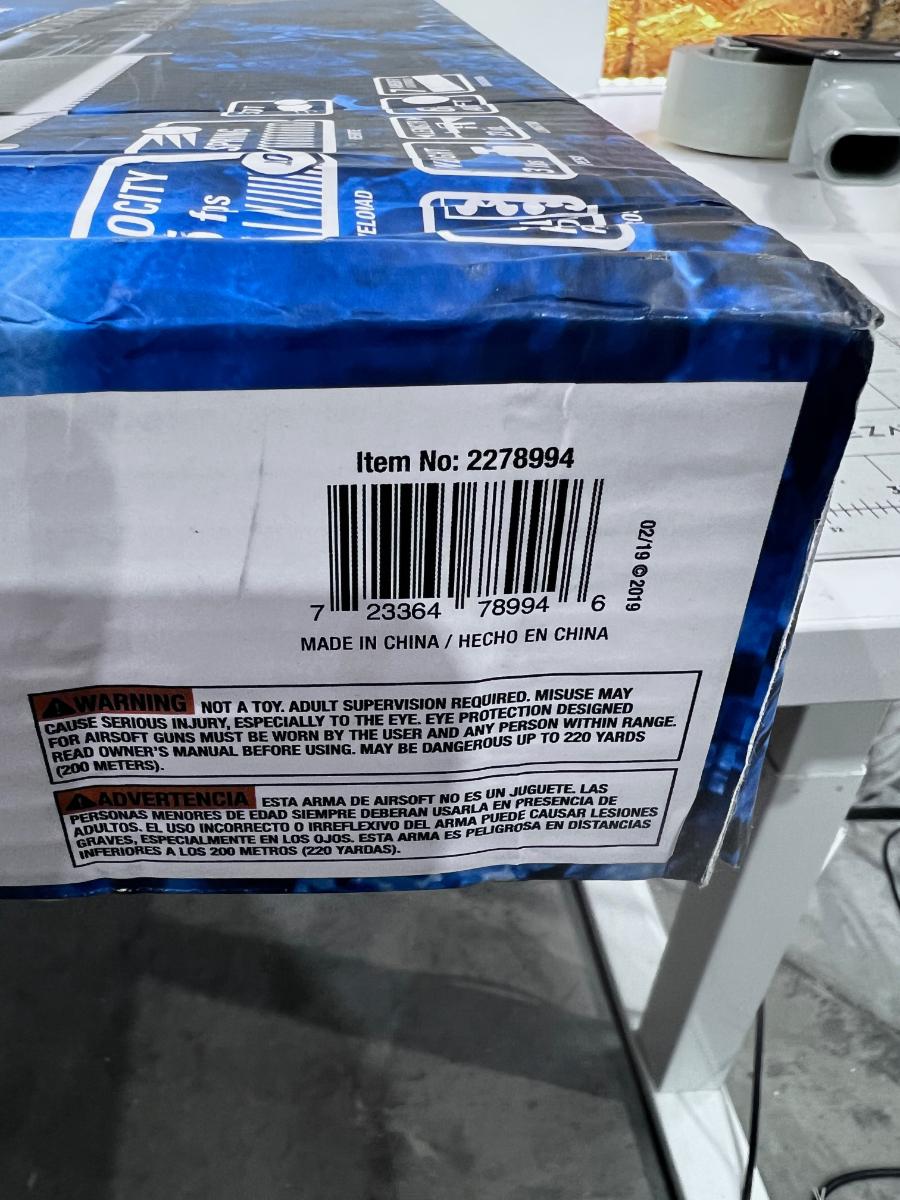 OCITY
fps
SPRING
Item No: 2278994
02/19 ©2019
7 23364 78994 6
MADE IN CHINA / HECHO EN CHINA
WARNING NOT A TOY. ADULT SUPERVISION REQUIRED. MISUSE MAY
CAUSE SERIOUS INJURY, ESPECIALLY TO THE EYE. EYE PROTECTION DESIGNED
FOR AIRSOFT GUNS MUST BE WORN BY THE USER AND ANY PERSON WITHIN RANGE.
READ OWNER'S MANUAL BEFORE USING. MAY BE DANGEROUS UP TO 220 YARDS
(200 METERS).
ADVERTENCIA ESTA ARMA DE AIRSOFT NO ES UN JUGUETE. LAS
PERSONAS MENORES DE EDAD SIEMPRE DEBERAN USARLA EN PRESENCIA DE
ADULTOS. EL USO INCORRECTO O IRREFLEXIVO DEL ARMA PUEDE CAUSAR LESIONES
GRAVES, ESPECIALMENTE EN LOS OJOS. ESTA ARMA ES PELIGROSA EN DISTANCIAS
INFERIORES A LOS 200 METROS (220 YARDAS).